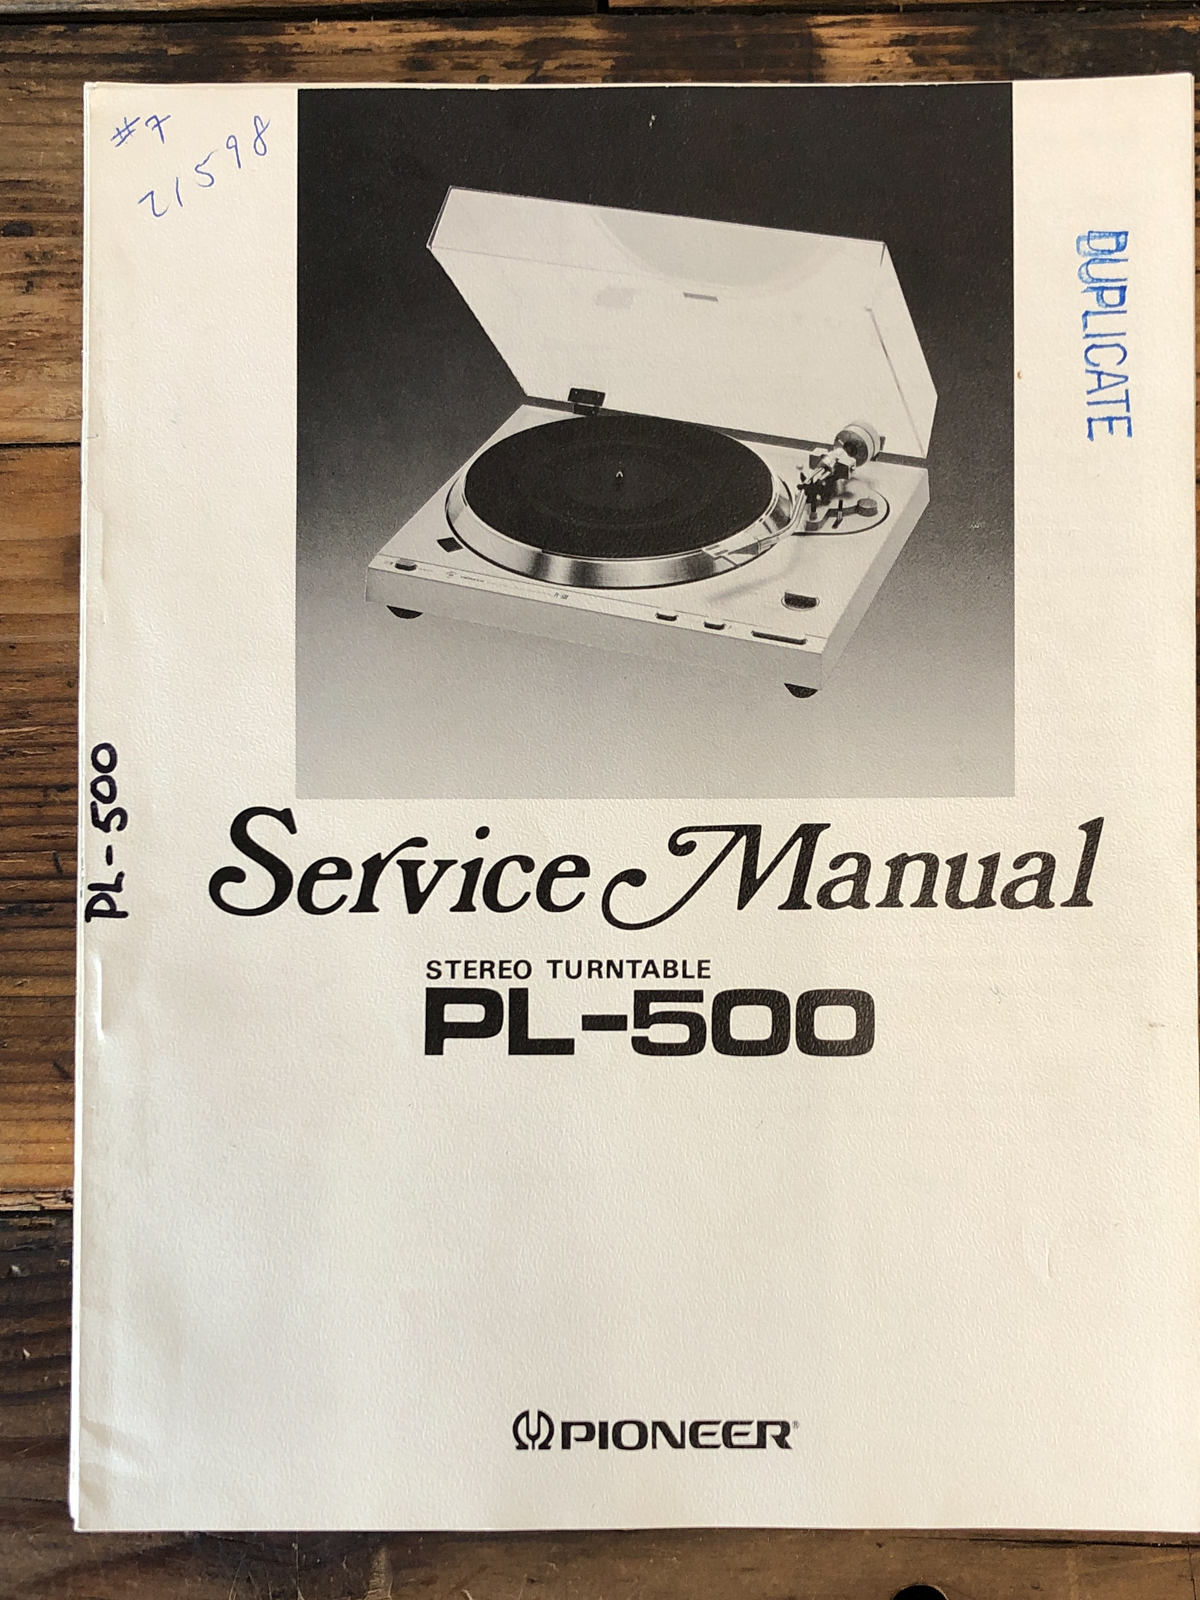 #7
21598
DUPLICATE
PL-500
Service Manual
STEREO TURNTABLE
PL-500
PIONEER®